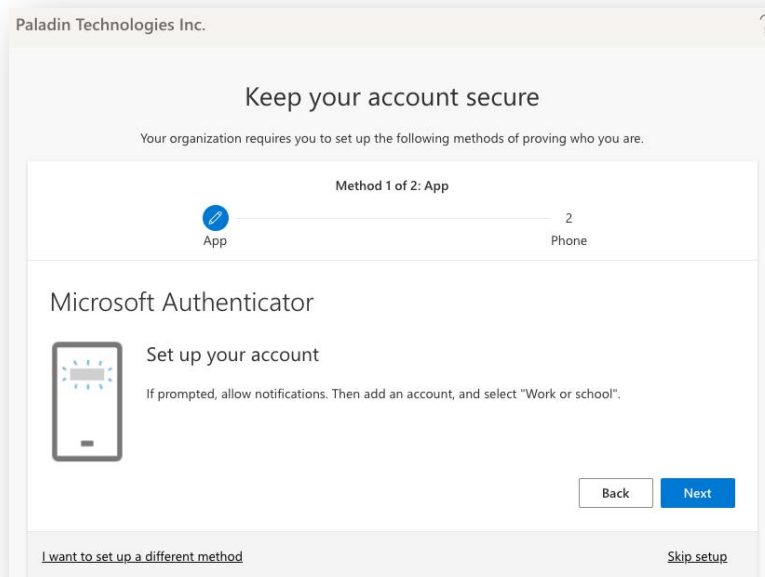 Paladin Technologies Inc.
Keep your account secure
Your organization requires you to set up the following methods of proving who you are.
Method 1 of 2: App
2
App
Phone
Microsoft Authenticator
Set up your account
If prompted, allow notifications. Then add an account, and select "Work or school".
Back
Next
I want to set up a different method
Skip setup